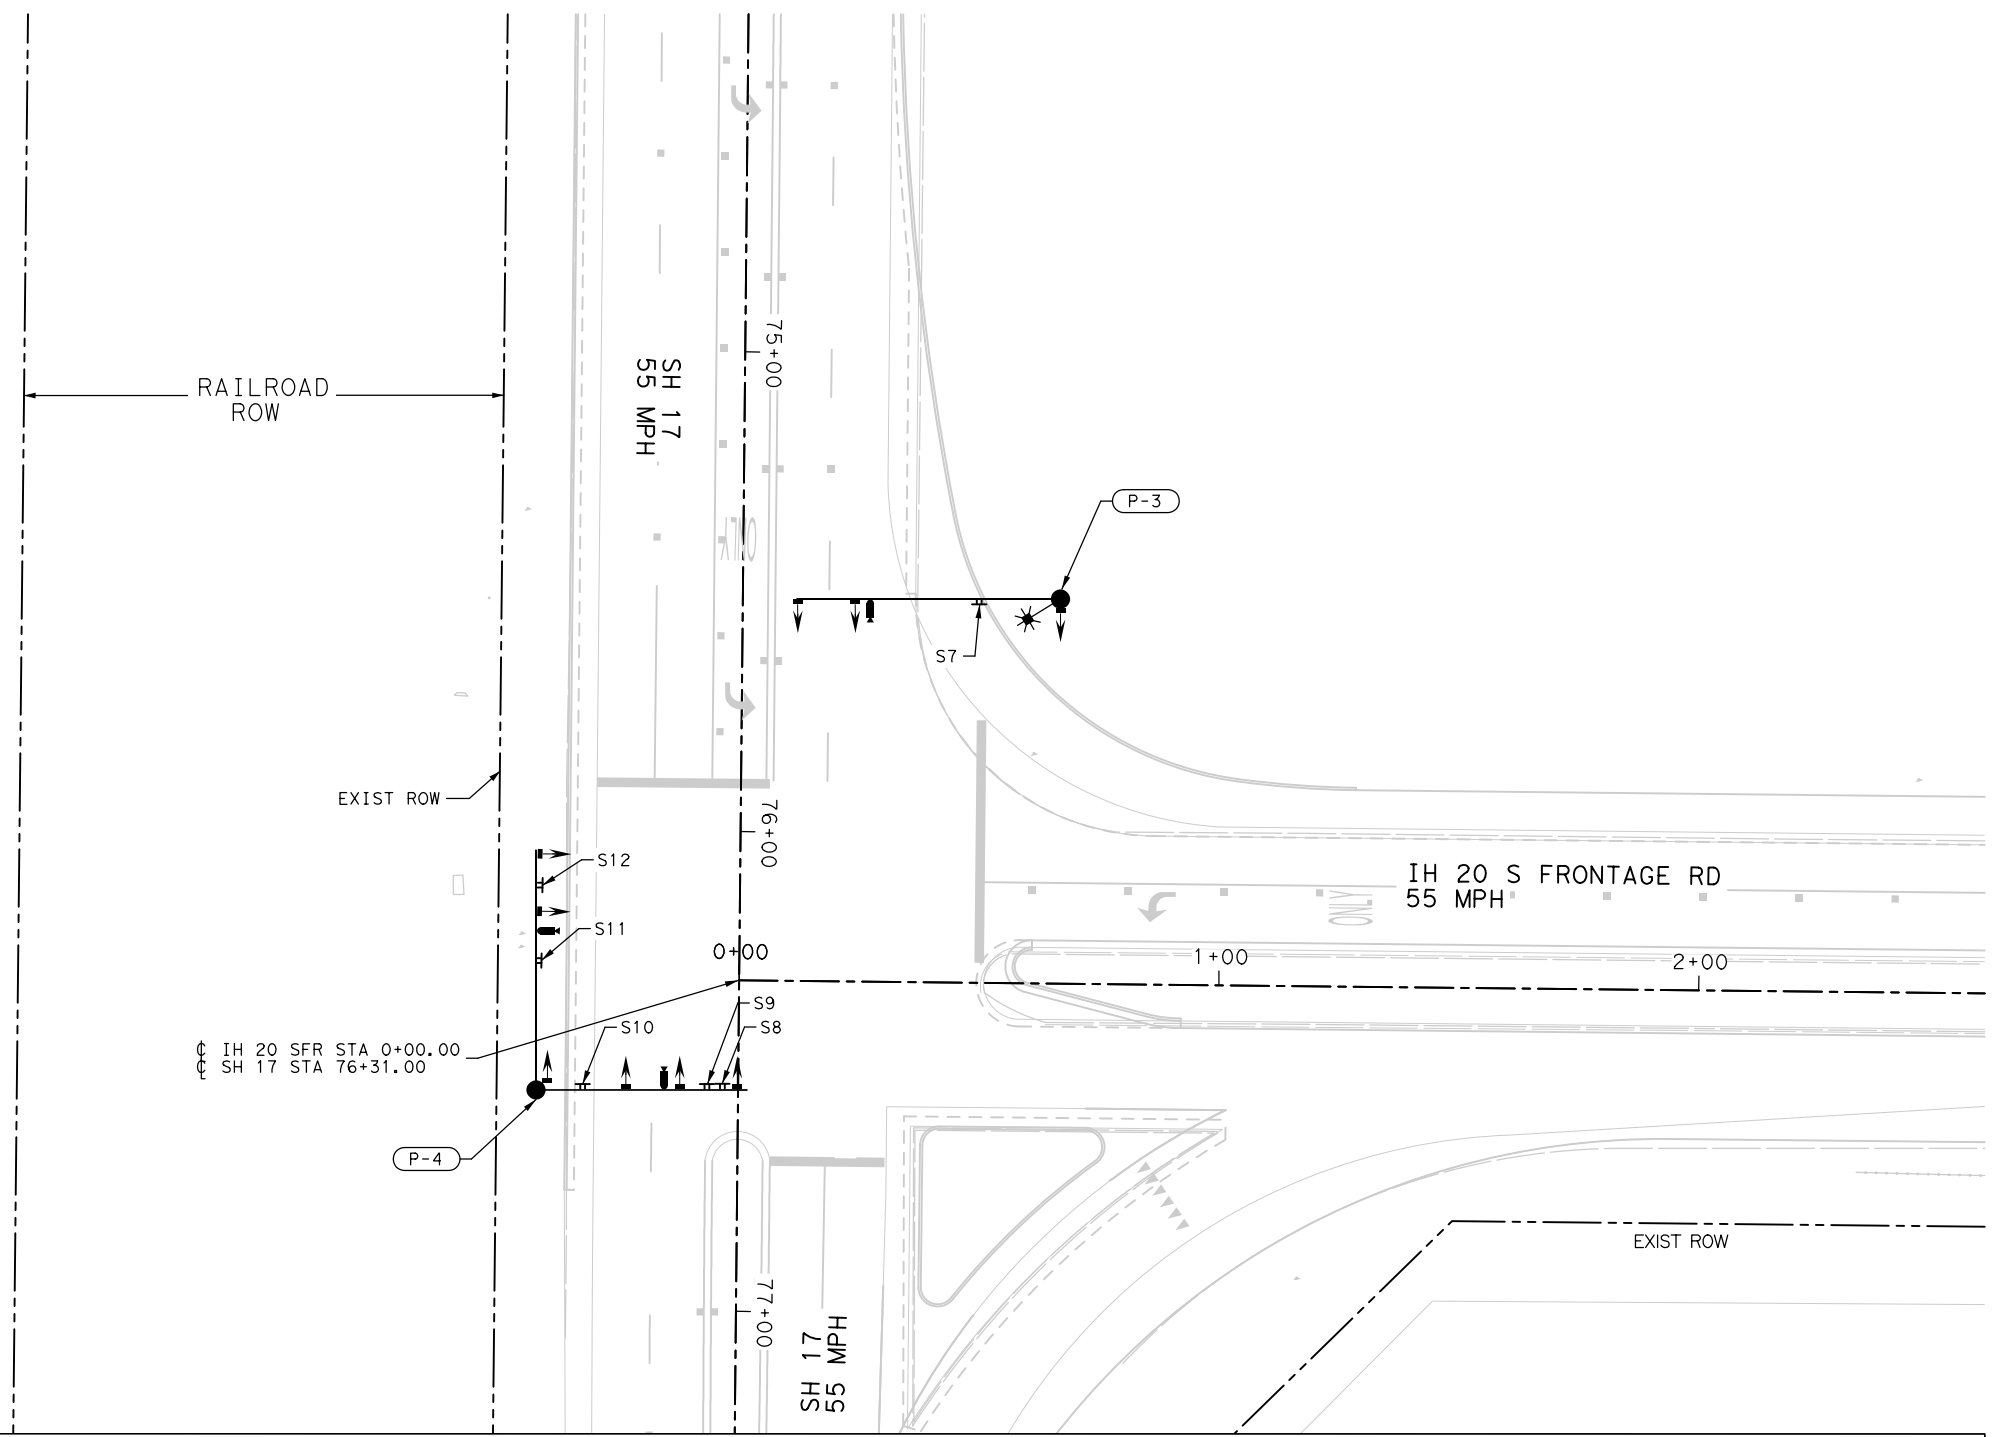 75+00
SH 17
55 MPH
RAILROAD
ROW
P-3
ONLY
S7
EXIST ROW
76+00
S12
IH 20 S FRONTAGE RD
55 MPH
ONLY
S11
0+00
1+00
2+00
S9
S10
S8
℄ IH 20 SFR STA 0+00.00
℄ SH 17 STA 76+31.00
P-4
EXIST ROW
77+00
SH 17
55 MPH